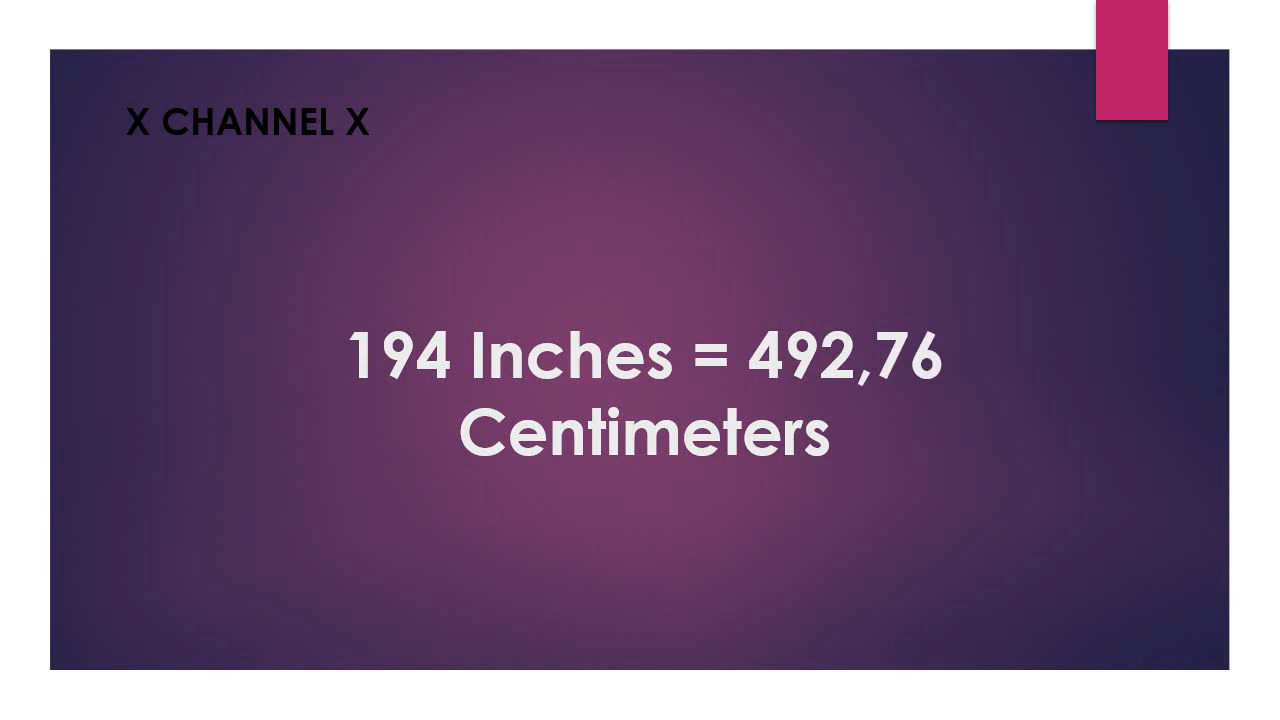 X CHANNEL X
194 Inches = 492,76
Centimeters